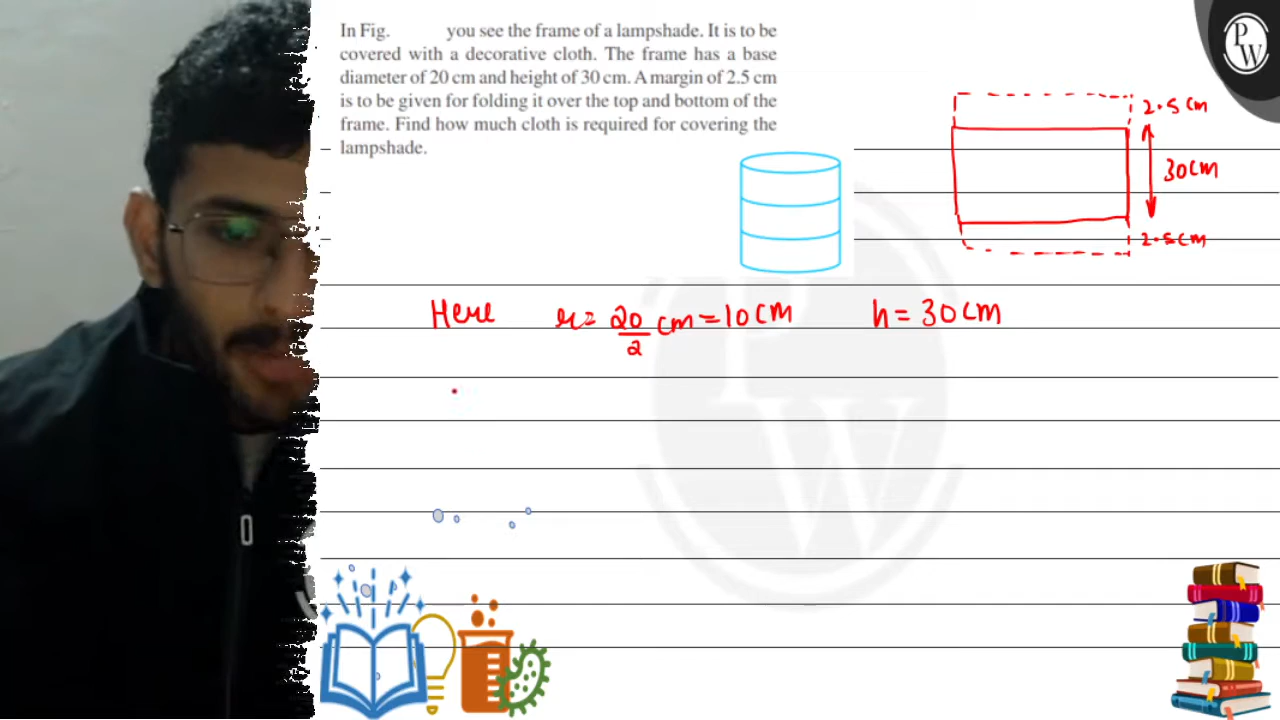 In Fig. you see the frame of a lampshade. It is to be
covered with a decorative cloth. The frame has a base
diameter of 20 cm and height of 30 cm. A margin of 2.5 cm
is to be given for folding it over the top and bottom of the
frame. Find how much cloth is required for covering the
lampshade.
P
W
2.5 cm
30cm
2.5cm
Here r = 20/2 cm = 10 cm h = 30 cm
PW